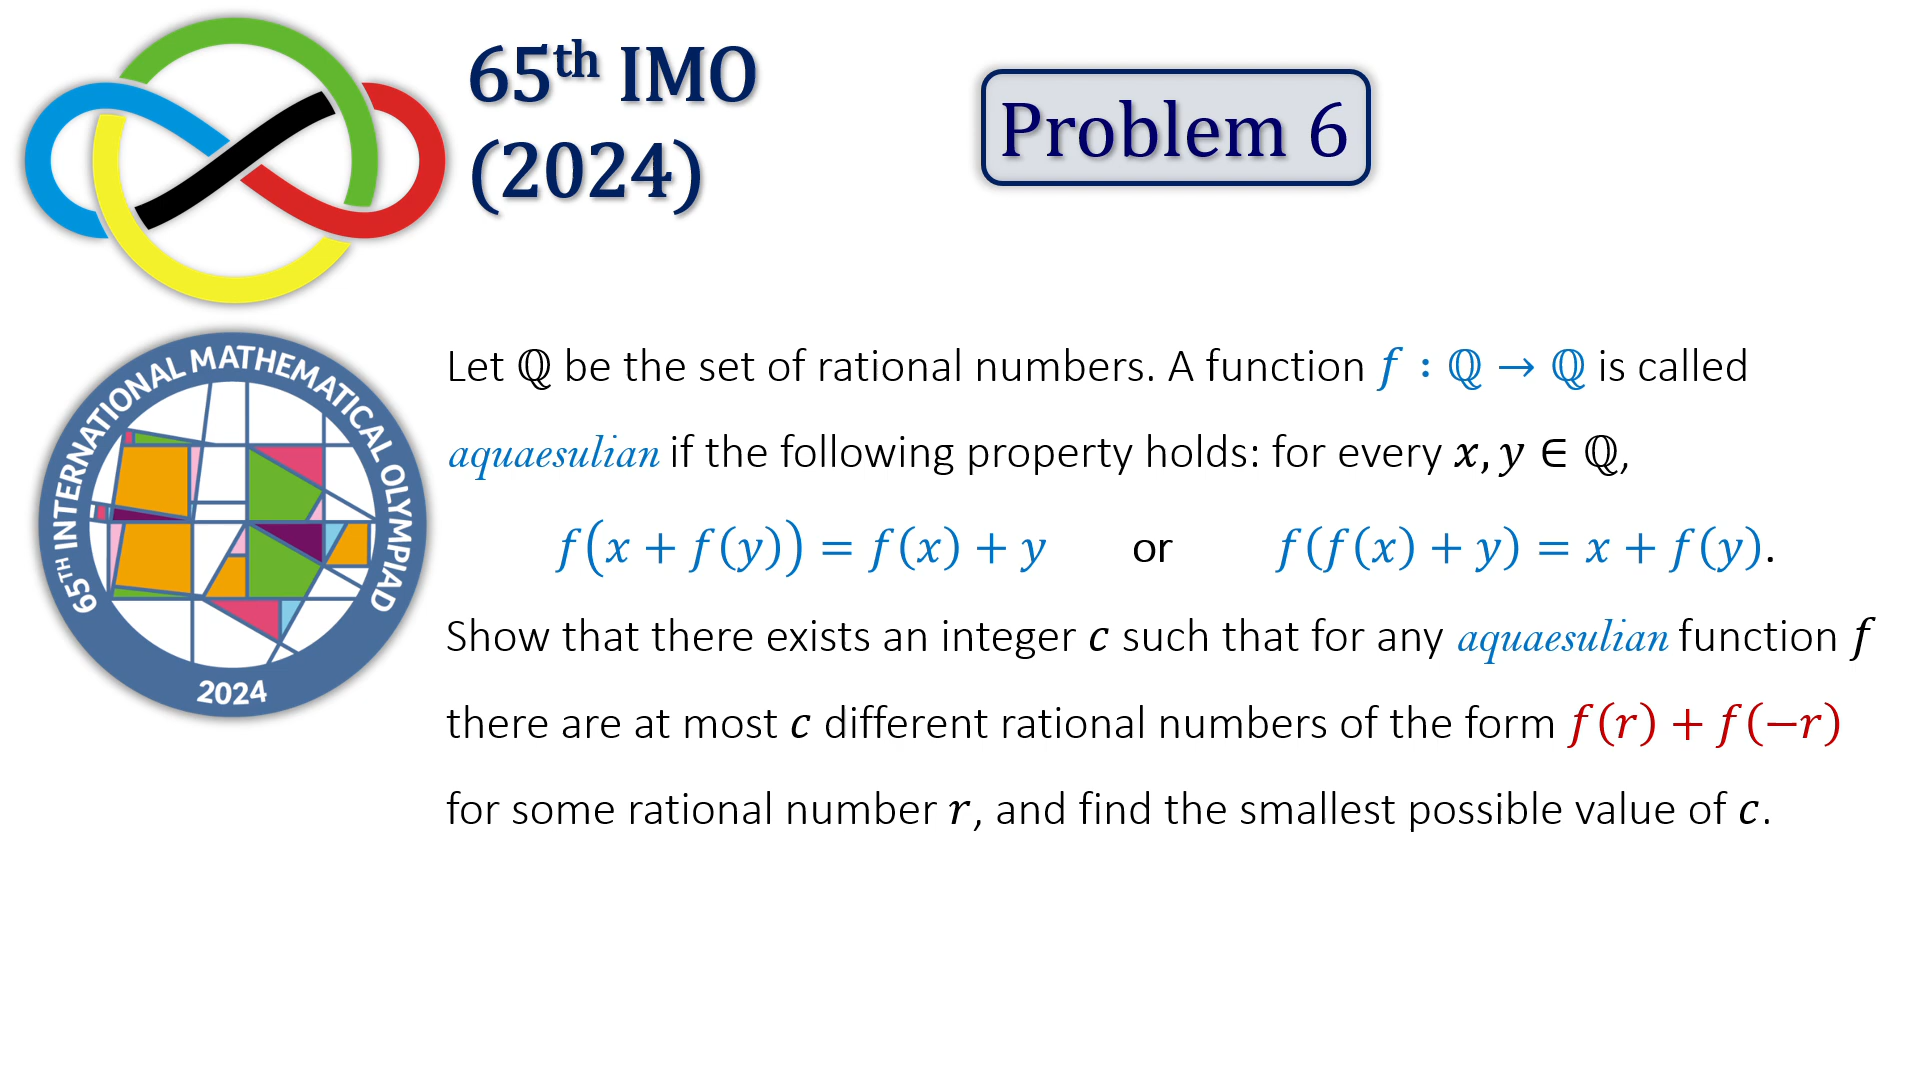 65th IMO
(2024)
Problem 6
65TH INTERNATIONAL MATHEMATICAL OLYMPIAD
2024
Let ℚ be the set of rational numbers. A function f : ℚ → ℚ is called
aquaesulian if the following property holds: for every x, y ∈ ℚ,
f(x + f(y)) = f(x) + y or f(f(x) + y) = x + f(y).
Show that there exists an integer c such that for any aquaesulian function f
there are at most c different rational numbers of the form f(r) + f(−r)
for some rational number r, and find the smallest possible value of c.